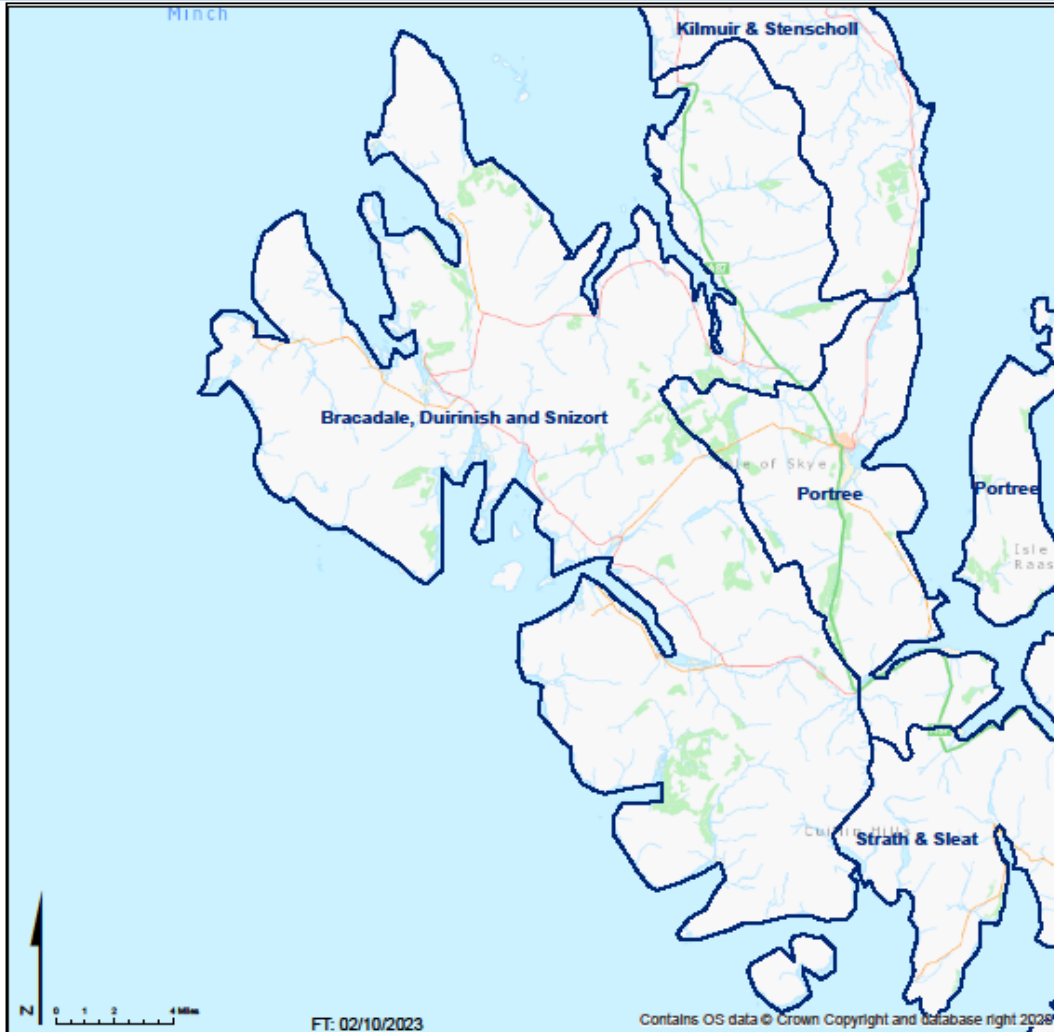 Minch
Kilmuir & Stenscholl
Bracadale, Duirinish and Snizort
Isle of Skye
Portree
Portree
Isle
Raas
Cuillin Hills
Strath & Sleat
N
0 1 2 4 Miles
FT: 02/10/2023
Contains OS data © Crown Copyright and database right